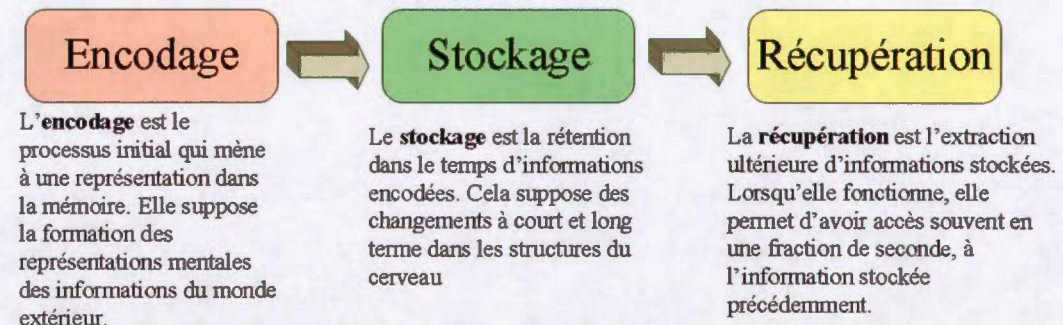 Encodage
Stockage
Récupération
L'encodage est le
processus initial qui mène
à une représentation dans
la mémoire. Elle suppose
la formation des
représentations mentales
des informations du monde
extérieur.
Le stockage est la rétention
dans le temps d'informations
encodées. Cela suppose des
changements à court et long
terme dans les structures du
cerveau
La récupération est l'extraction
ultérieure d'informations stockées.
Lorsqu'elle fonctionne, elle
permet d'avoir accès souvent en
une fraction de seconde, à
l'information stockée
précédemment.